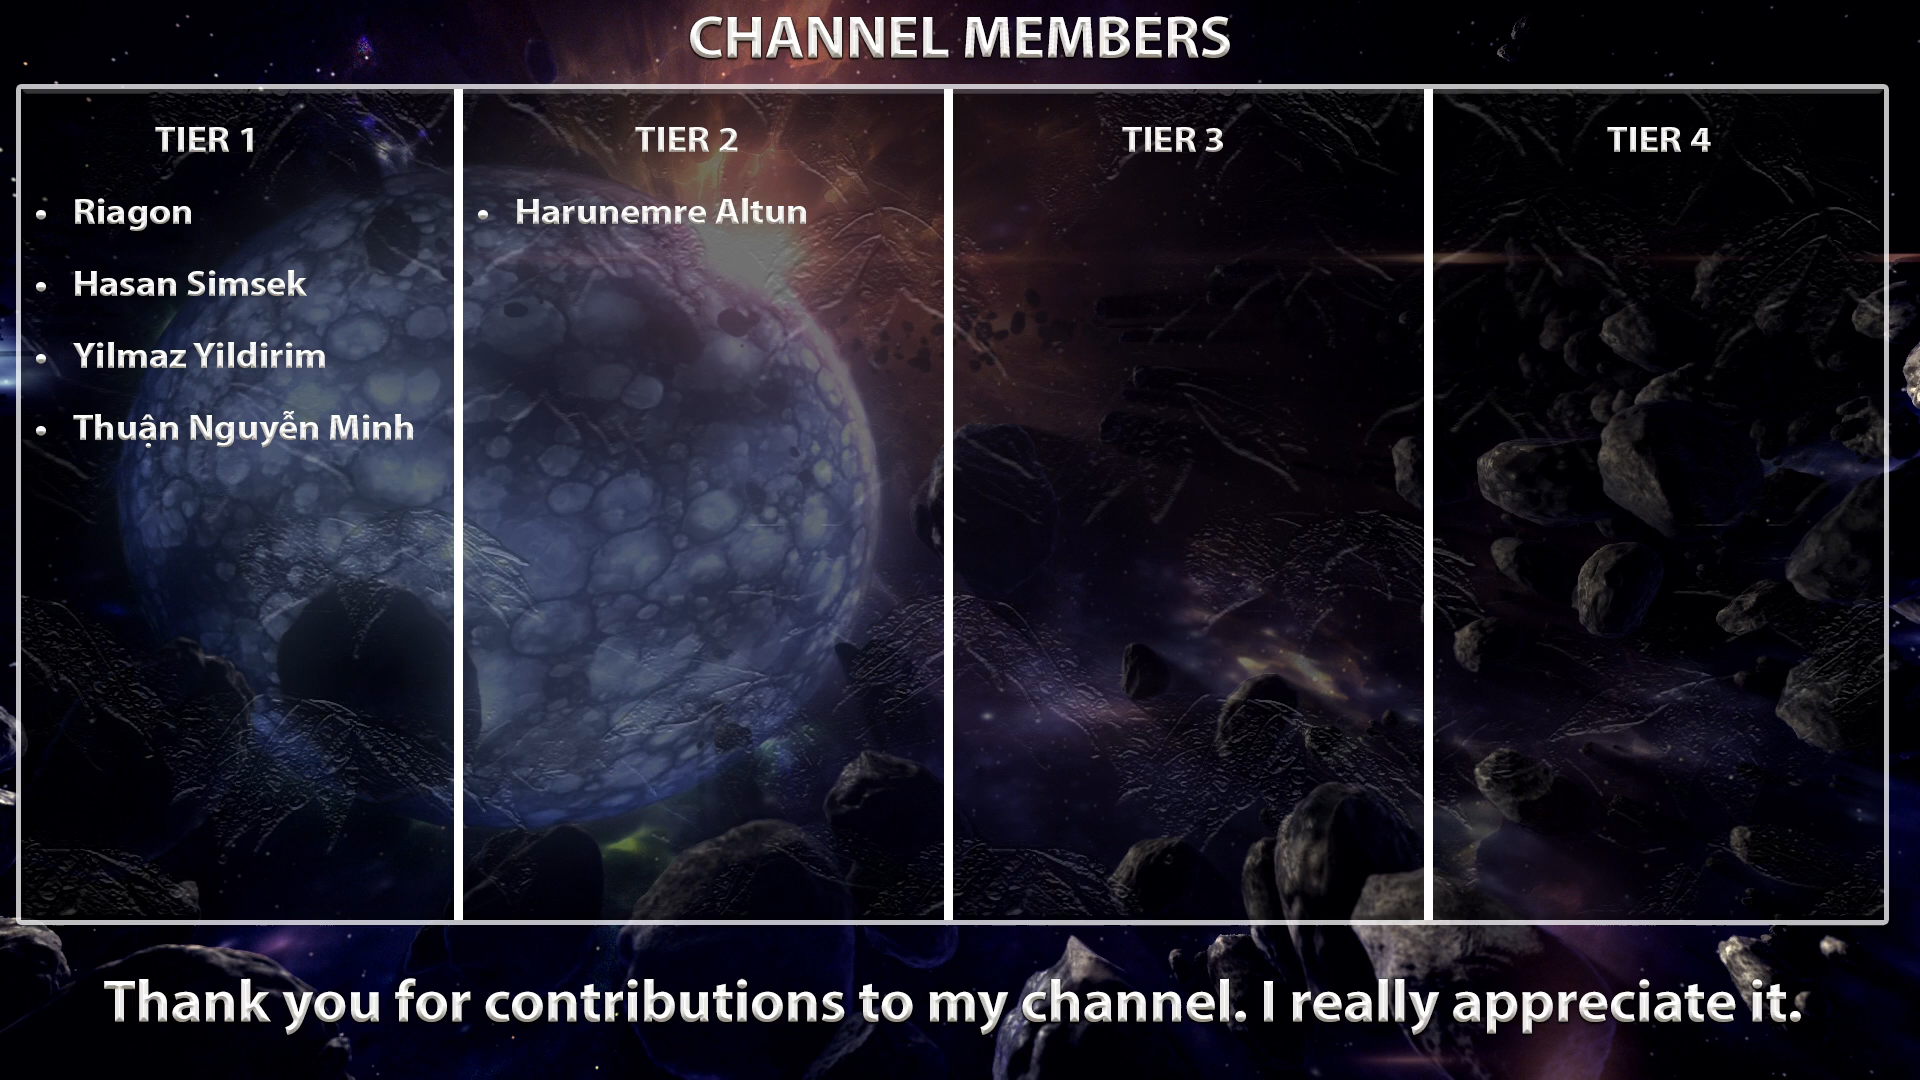 CHANNEL MEMBERS
TIER 1
• Riagon
• Hasan Simsek
• Yilmaz Yildirim
• Thuận Nguyễn Minh
TIER 2
• Harunemre Altun
TIER 3
TIER 4
Thank you for contributions to my channel. I really appreciate it.